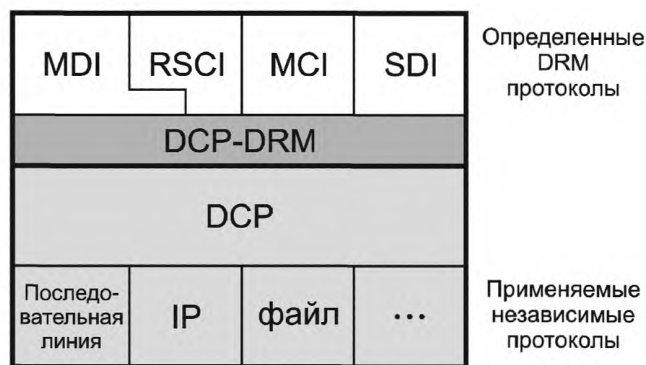 MDI
RSCI
MCI
SDI
Определенные
DRM
протоколы
DCP-DRM
DCP
Последо-
вательная
линия
IP
файл
...
Применяемые
независимые
протоколы